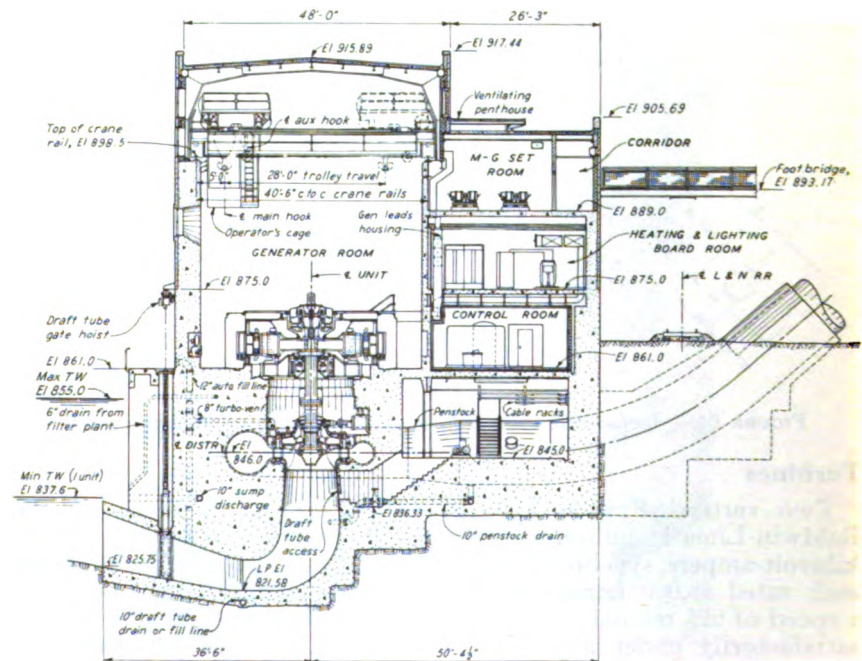 48'-0"
26'-3"
El 915.89
El 917.44
Ventilating
penthouse
El 905.69
℄ aux hook
Top of crane
rail, El 898.5
CORRIDOR
M-G SET
ROOM
Foot bridge,
El 893.17
5'-0"
28'-0" trolley travel
40'-6" c to c crane rails
℄ main hook
Operator's cage
Gen leads
housing
El 889.0
HEATING & LIGHTING
BOARD ROOM
GENERATOR ROOM
℄ UNIT
El 875.0
El 875.0
℄ L & N RR
Draft tube
gate hoist
CONTROL ROOM
El 861.0
El 861.0
Max TW
El 855.0
12" auto fill line
6" drain from
filter plant
8" turbo vent
Penstock
Cable racks
℄ DISTR
El
846.0
El 845.0
Min TW (1 unit)
El 837.6
10" sump
discharge
El 836.33
Draft
tube
access
10" penstock drain
El 825.75
L P El
821.58
10" draft tube
drain or fill line
36'-6"
50'-4½"
Turbines